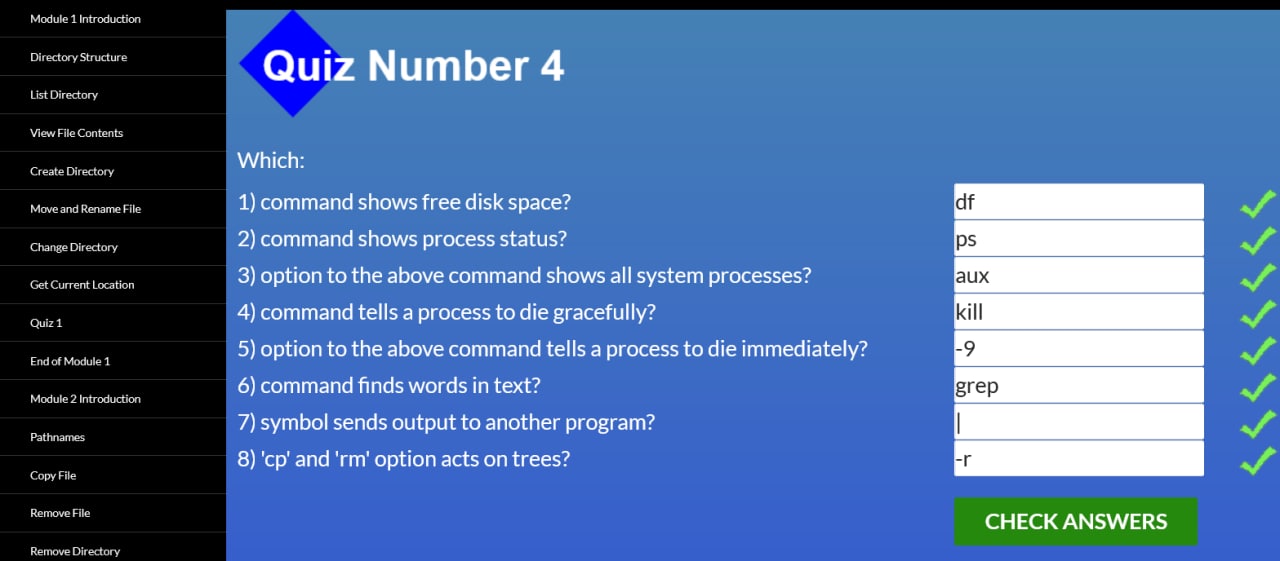 Module 1 Introduction
Directory Structure
List Directory
View File Contents
Create Directory
Move and Rename File
Change Directory
Get Current Location
Quiz 1
End of Module 1
Module 2 Introduction
Pathnames
Copy File
Remove File
Remove Directory
Quiz Number 4
Which:
1) command shows free disk space? df
2) command shows process status? ps
3) option to the above command shows all system processes? aux
4) command tells a process to die gracefully? kill
5) option to the above command tells a process to die immediately? -9
6) command finds words in text? grep
7) symbol sends output to another program? |
8) 'cp' and 'rm' option acts on trees? -r
CHECK ANSWERS